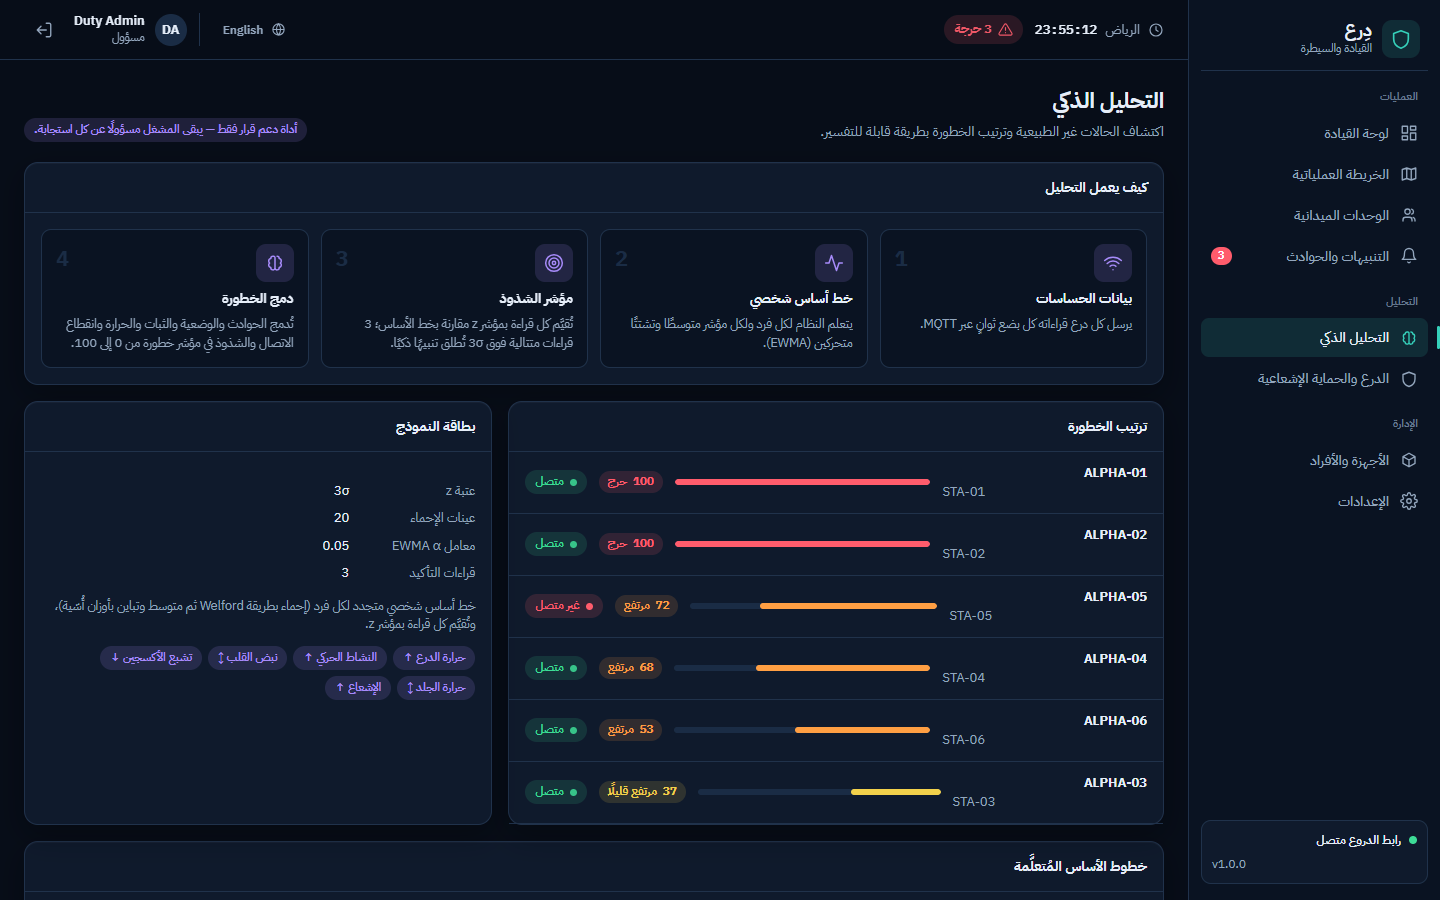 دِرع
القيادة والسيطرة
العمليات
لوحة القيادة
الخريطة العملياتية
الوحدات الميدانية
التنبيهات والحوادث
3
التحليل
التحليل الذكي
الدرع والحماية الإشعاعية
الإدارة
الأجهزة والأفراد
الإعدادات
رابط الدروع متصل
v1.0.0
الرياض 23:55:12
3 حرجة
English
DA
Duty Admin
مسؤول
التحليل الذكي
اكتشاف الحالات غير الطبيعية وترتيب الخطورة بطريقة قابلة للتفسير.
أداة دعم قرار فقط — يبقى المشغل مسؤولًا عن كل استجابة.
كيف يعمل التحليل
1
بيانات الحساسات
يرسل كل درع قراءاته كل بضع ثوانٍ عبر MQTT.
2
خط أساس شخصي
يتعلم النظام لكل فرد ولكل مؤشر متوسطًا وتشتتًا
متحركين (EWMA).
3
مؤشر الشذوذ
تُقيَّم كل قراءة بمؤشر z مقارنة بخط الأساس؛ 3
قراءات متتالية فوق 3σ تُطلق تنبيهًا ذكيًا.
4
دمج الخطورة
تُدمج الحوادث والوضعية والثبات والحرارة وانقطاع
الاتصال والشذوذ في مؤشر خطورة من 0 إلى 100.
ترتيب الخطورة
ALPHA-01
STA-01
100 حرج
متصل
ALPHA-02
STA-02
100 حرج
متصل
ALPHA-05
STA-05
72 مرتفع
غير متصل
ALPHA-04
STA-04
68 مرتفع
متصل
ALPHA-06
STA-06
53 مرتفع
متصل
ALPHA-03
STA-03
37 مرتفع قليلًا
متصل
بطاقة النموذج
عتبة z 3σ
عينات الإحماء 20
معامل EWMA α 0.05
قراءات التأكيد 3
خط أساس شخصي متجدد لكل فرد (إحماء بطريقة Welford ثم متوسط وتباين بأوزان أُسّية)،
وتُقيَّم كل قراءة بمؤشر z.
حرارة الدرع ↑
النشاط الحركي ↑
نبض القلب ↕
تشبع الأكسجين ↓
حرارة الجلد ↕
الإشعاع ↑
خطوط الأساس المُتعلَّمة